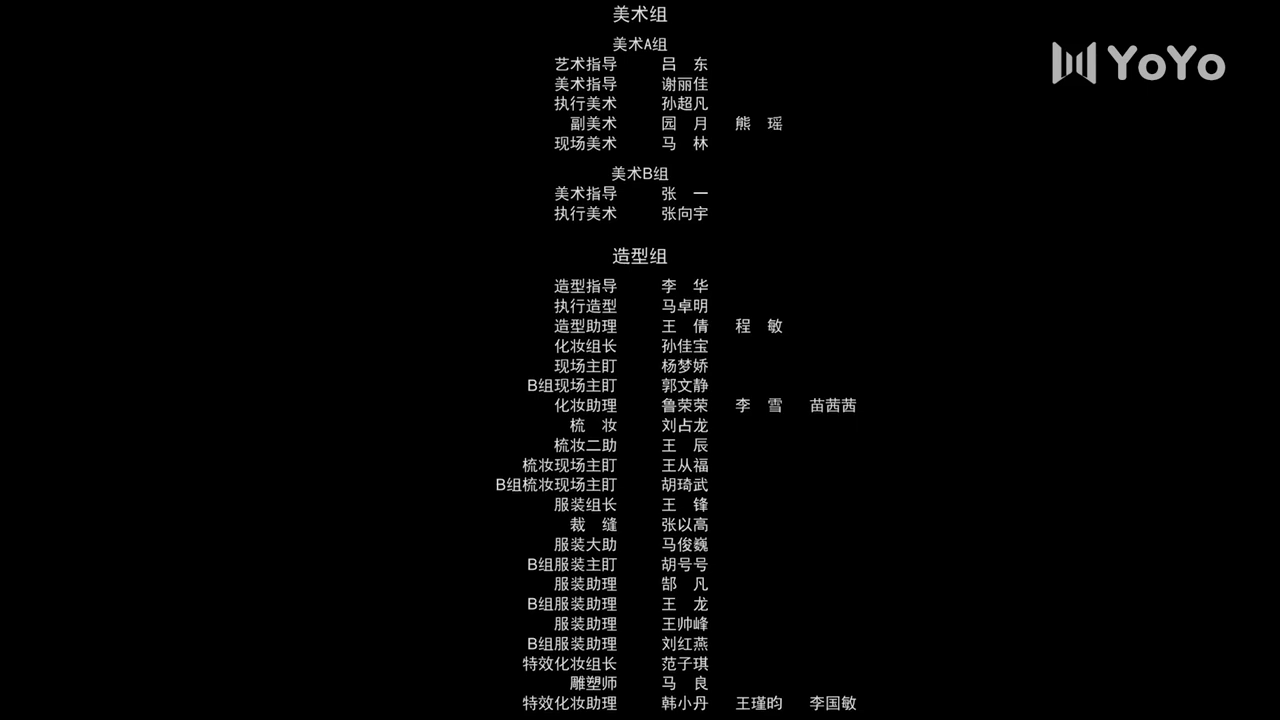 美术组
YoYo
美术A组
艺术指导 吕 东
美术指导 谢丽佳
执行美术 孙超凡
副美术 园 月 熊 瑶
现场美术 马 林
美术B组
美术指导 张 一
执行美术 张向宇
造型组
造型指导 李 华
执行造型 马卓明
造型助理 王 倩 程 敏
化妆组长 孙佳宝
现场主盯 杨梦娇
B组现场主盯 郭文静
化妆助理 鲁荣荣 李 雪 苗茜茜
梳 妆 刘占龙
梳妆二助 王 辰
梳妆现场主盯 王从福
B组梳妆现场主盯 胡琦武
服装组长 王 锋
裁 缝 张以高
服装大助 马俊巍
B组服装主盯 胡号号
服装助理 郜 凡
B组服装助理 王 龙
服装助理 王帅峰
B组服装助理 刘红燕
特效化妆组长 范子琪
雕塑师 马 良
特效化妆助理 韩小丹 王瑾昀 李国敏